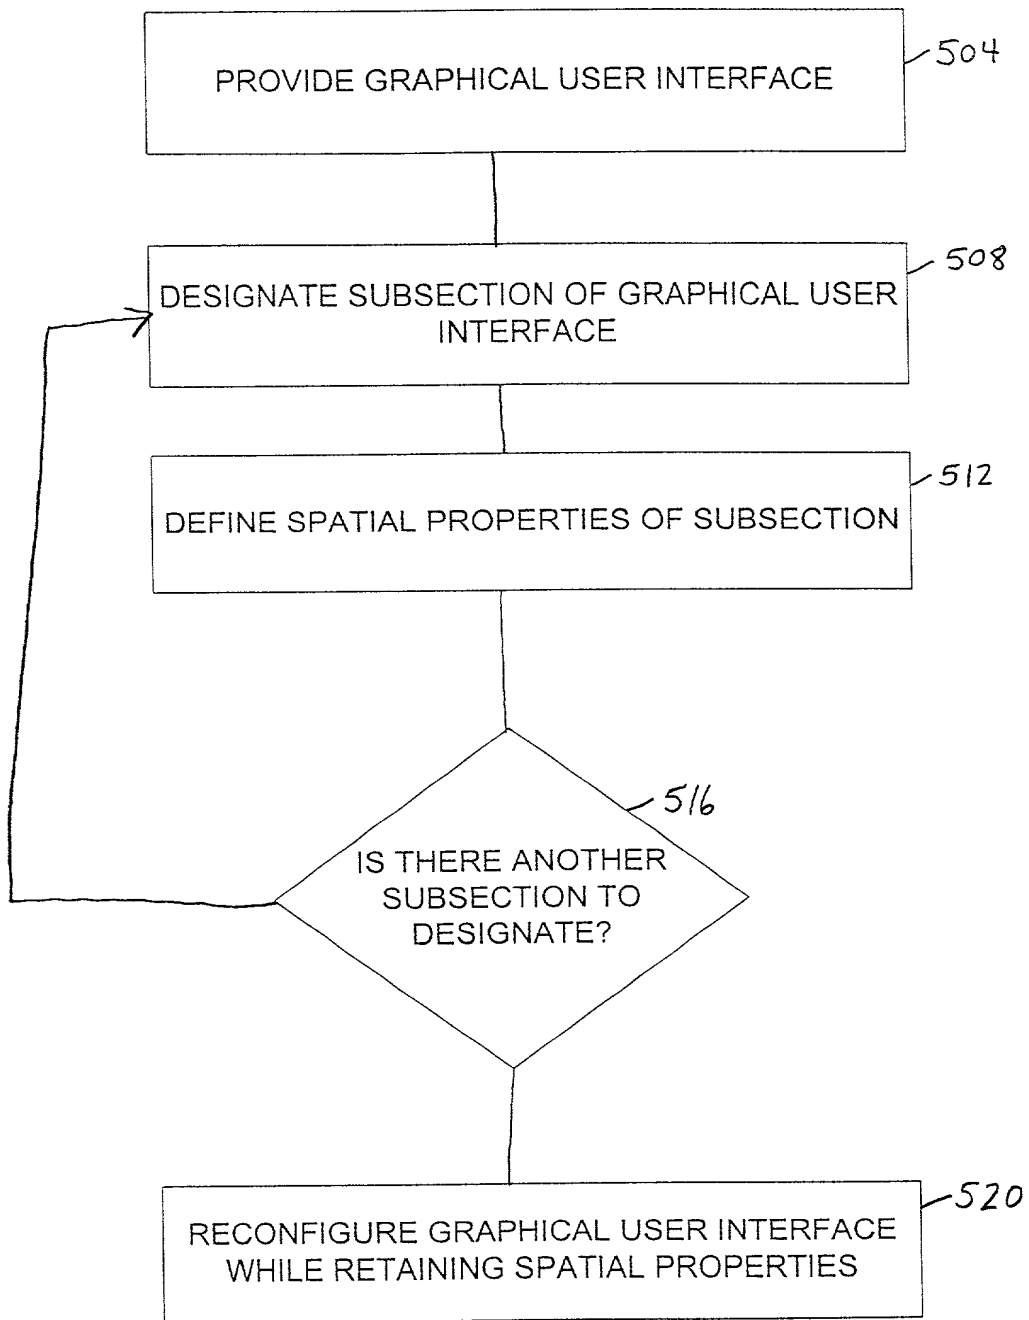 504
PROVIDE GRAPHICAL USER INTERFACE
508
DESIGNATE SUBSECTION OF GRAPHICAL USER
INTERFACE
512
DEFINE SPATIAL PROPERTIES OF SUBSECTION
516
IS THERE ANOTHER
SUBSECTION TO
DESIGNATE?
520
RECONFIGURE GRAPHICAL USER INTERFACE
WHILE RETAINING SPATIAL PROPERTIES